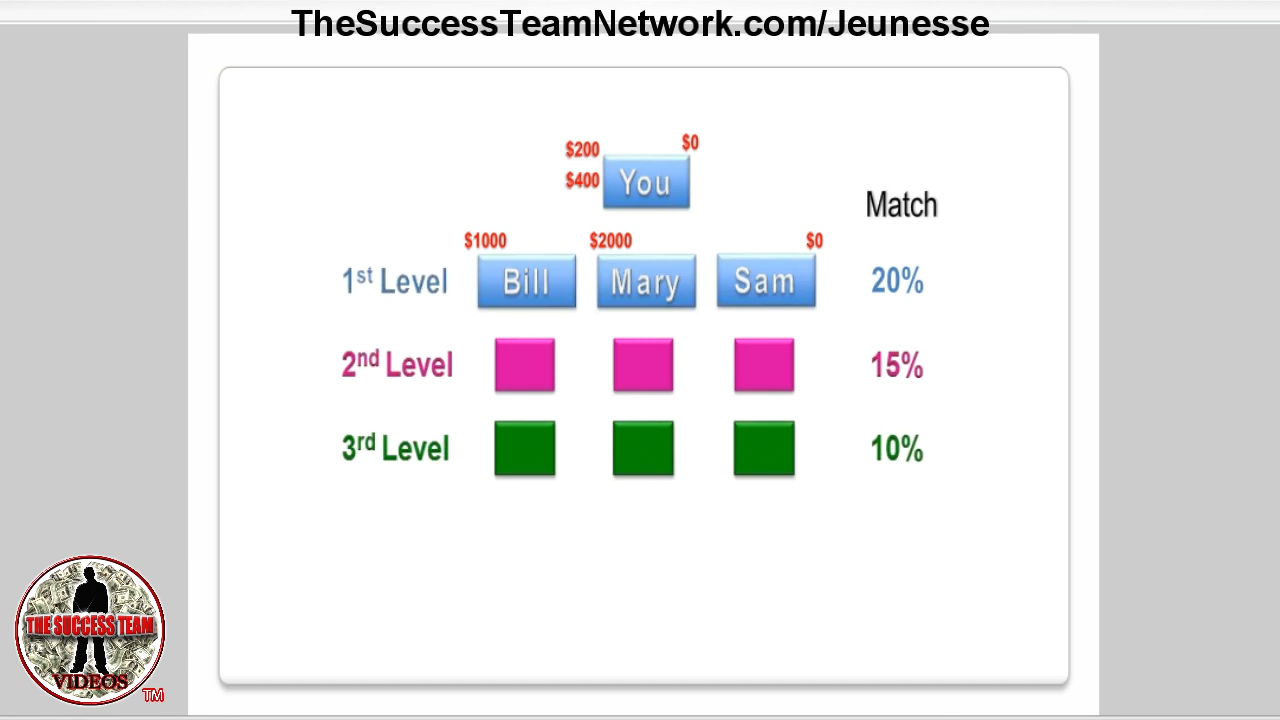 TheSuccessTeamNetwork.com/Jeunesse
$0
$200
$400
You
Match
$1000 $2000 $0
1st Level Bill Mary Sam 20%
2nd Level 15%
3rd Level 10%
THE SUCCESS TEAM
VIDEOS
TM